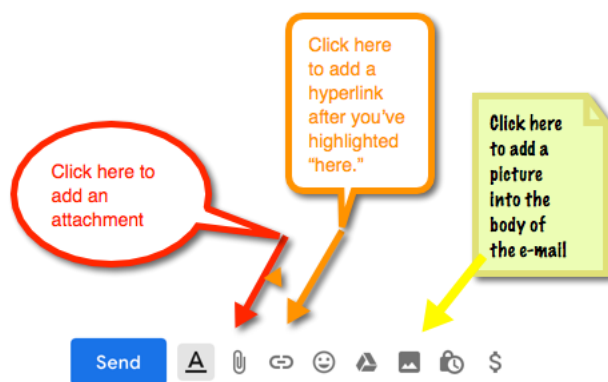 Click here
to add a
hyperlink
after you've
highlighted
“here.”
Click here to
add an
attachment
Click here
to add a
picture
into the
body of
the e-mail
Send A $